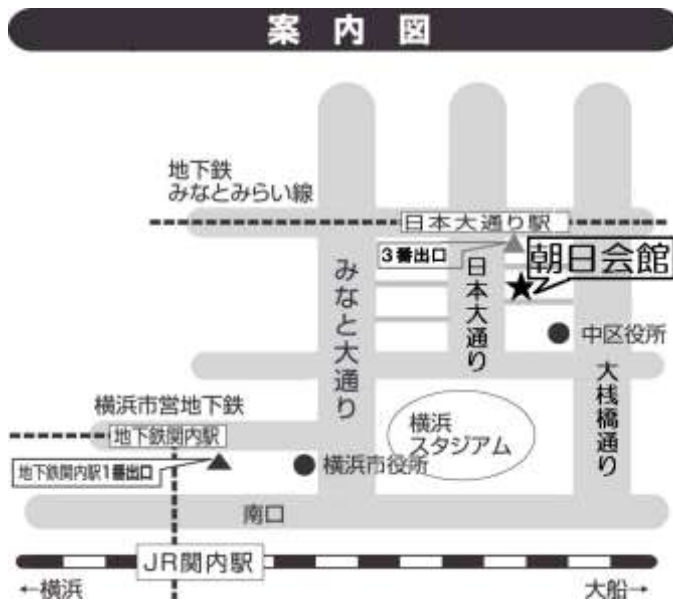 案内図
地下鉄
みなとみらい線
日本大通り駅
3番出口
朝日会館
みなと大通り
日本大通り
中区役所
大桟橋通り
横浜市営地下鉄
地下鉄関内駅
横浜
スタジアム
地下鉄関内駅1番出口
横浜市役所
南口
JR関内駅
←横浜
大船→